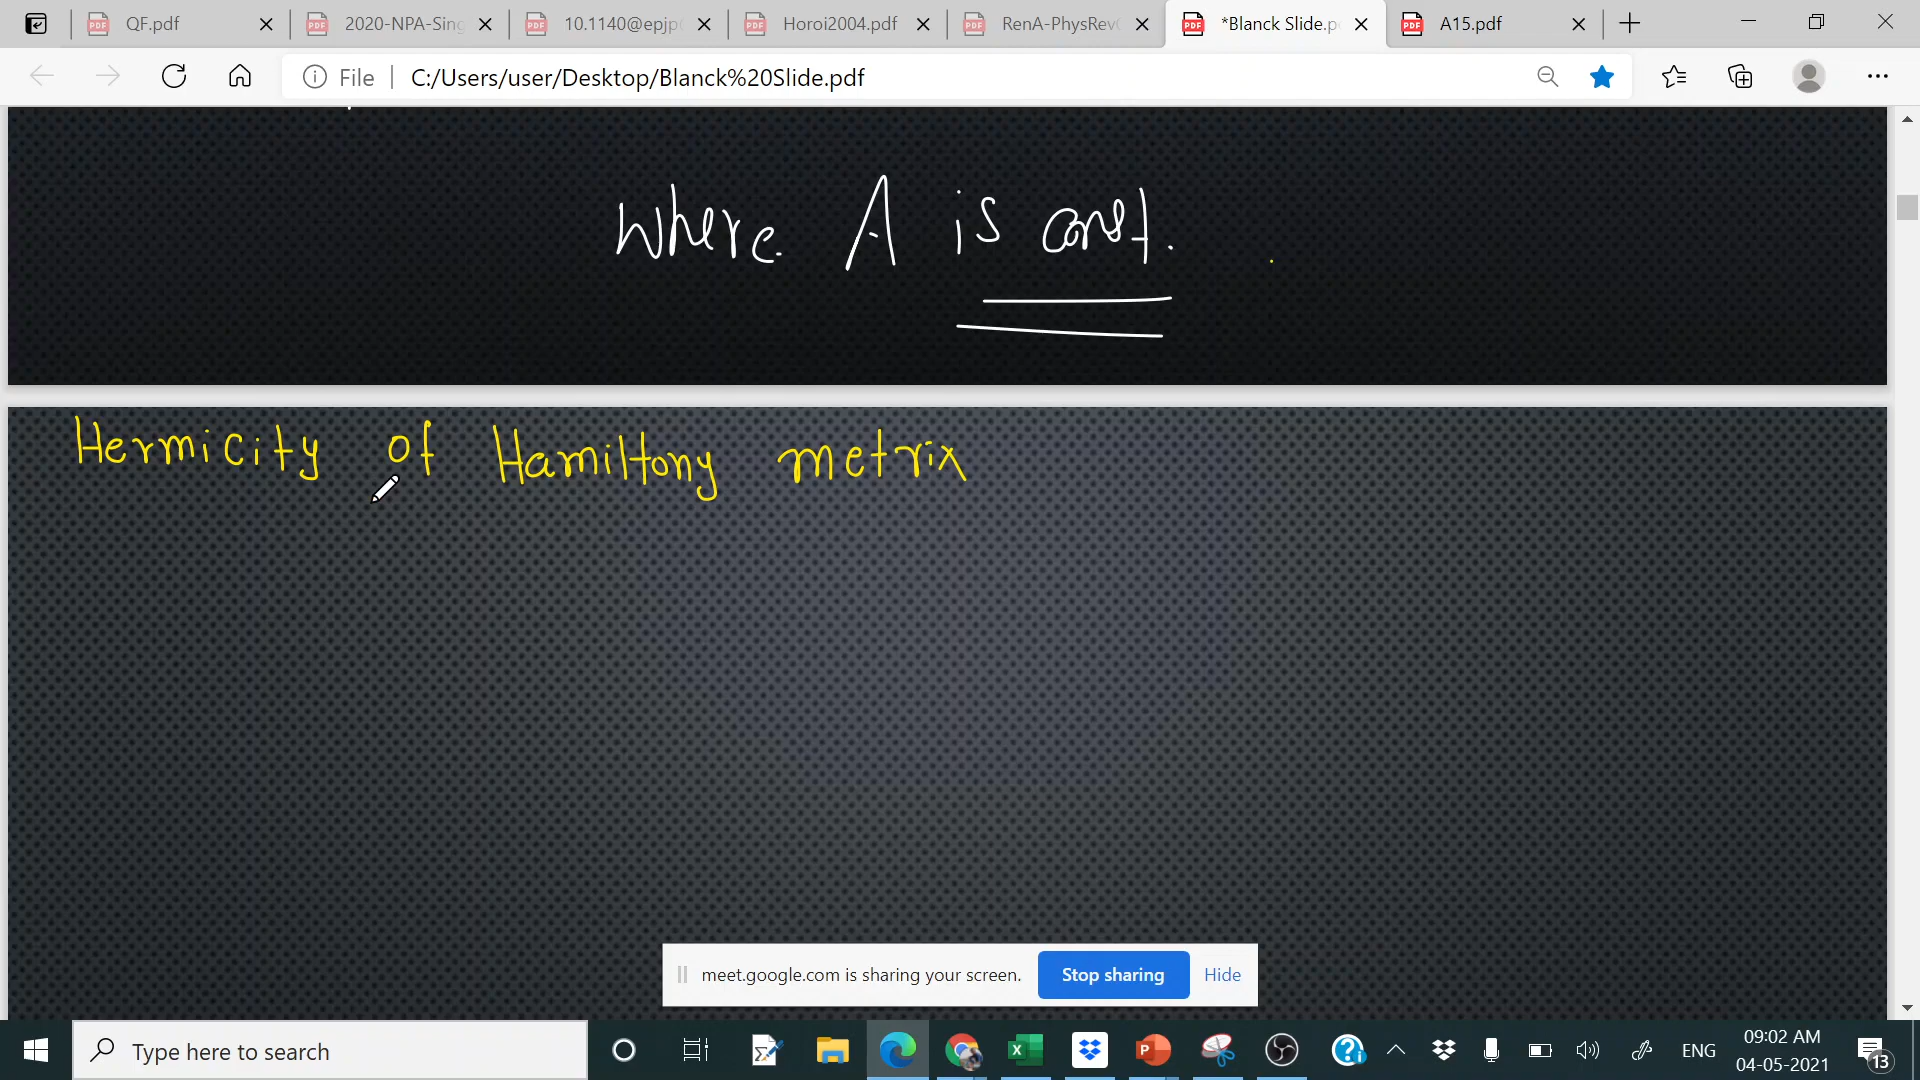 QF.pdf 2020-NPA-Sing 10.1140@epjp Horoi2004.pdf RenA-PhysRev *Blanck Slide.p A15.pdf
File C:/Users/user/Desktop/Blanck%20Slide.pdf
Where A is const.
Hermicity of Hamiltony metrix
meet.google.com is sharing your screen. Stop sharing Hide
Type here to search
ENG
09:02 AM
04-05-2021
13